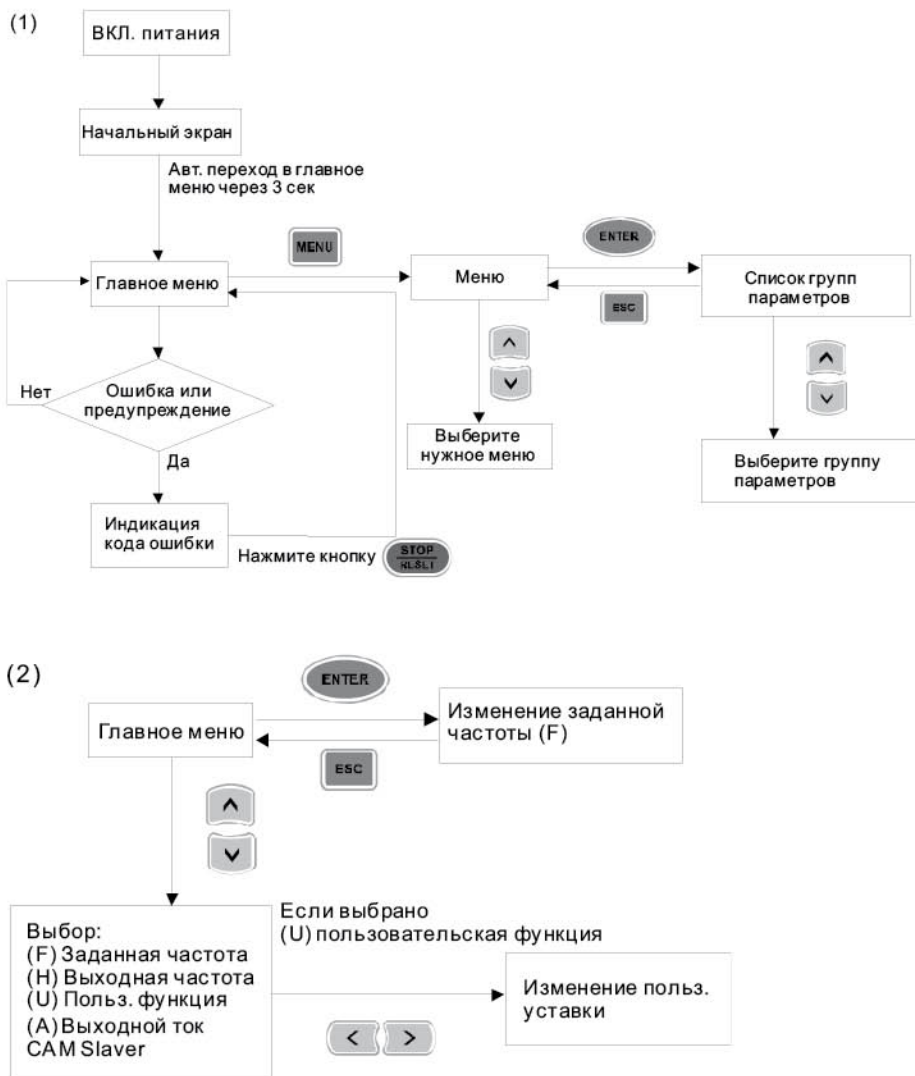 (1)
ВКЛ. питания
Начальный экран
Авт. переход в главное
меню через 3 сек
MENU
ENTER
Главное меню
Меню
Список групп
параметров
ESC
Нет
Ошибка или
предупреждение
Выберите
нужное меню
Да
Выберите группу
параметров
Индикация
кода ошибки
Нажмите кнопку
STOP
(2)
ENTER
Главное меню
Изменение заданной
частоты (F)
ESC
Выбор:
(F) Заданная частота
(H) Выходная частота
(U) Польз. функция
(A) Выходной ток
CAM Slaver
Если выбрано
(U) пользовательская функция
Изменение польз.
уставки
< >